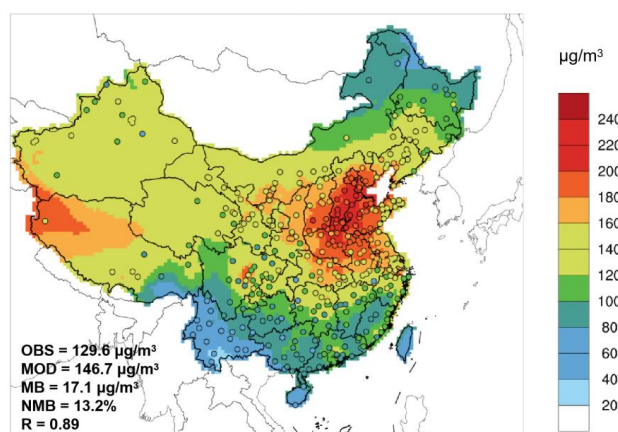 µg/m³
240
220
200
180
160
140
120
100
80
60
40
20
OBS = 129.6 µg/m³
MOD = 146.7 µg/m³
MB = 17.1 µg/m³
NMB = 13.2%
R = 0.89